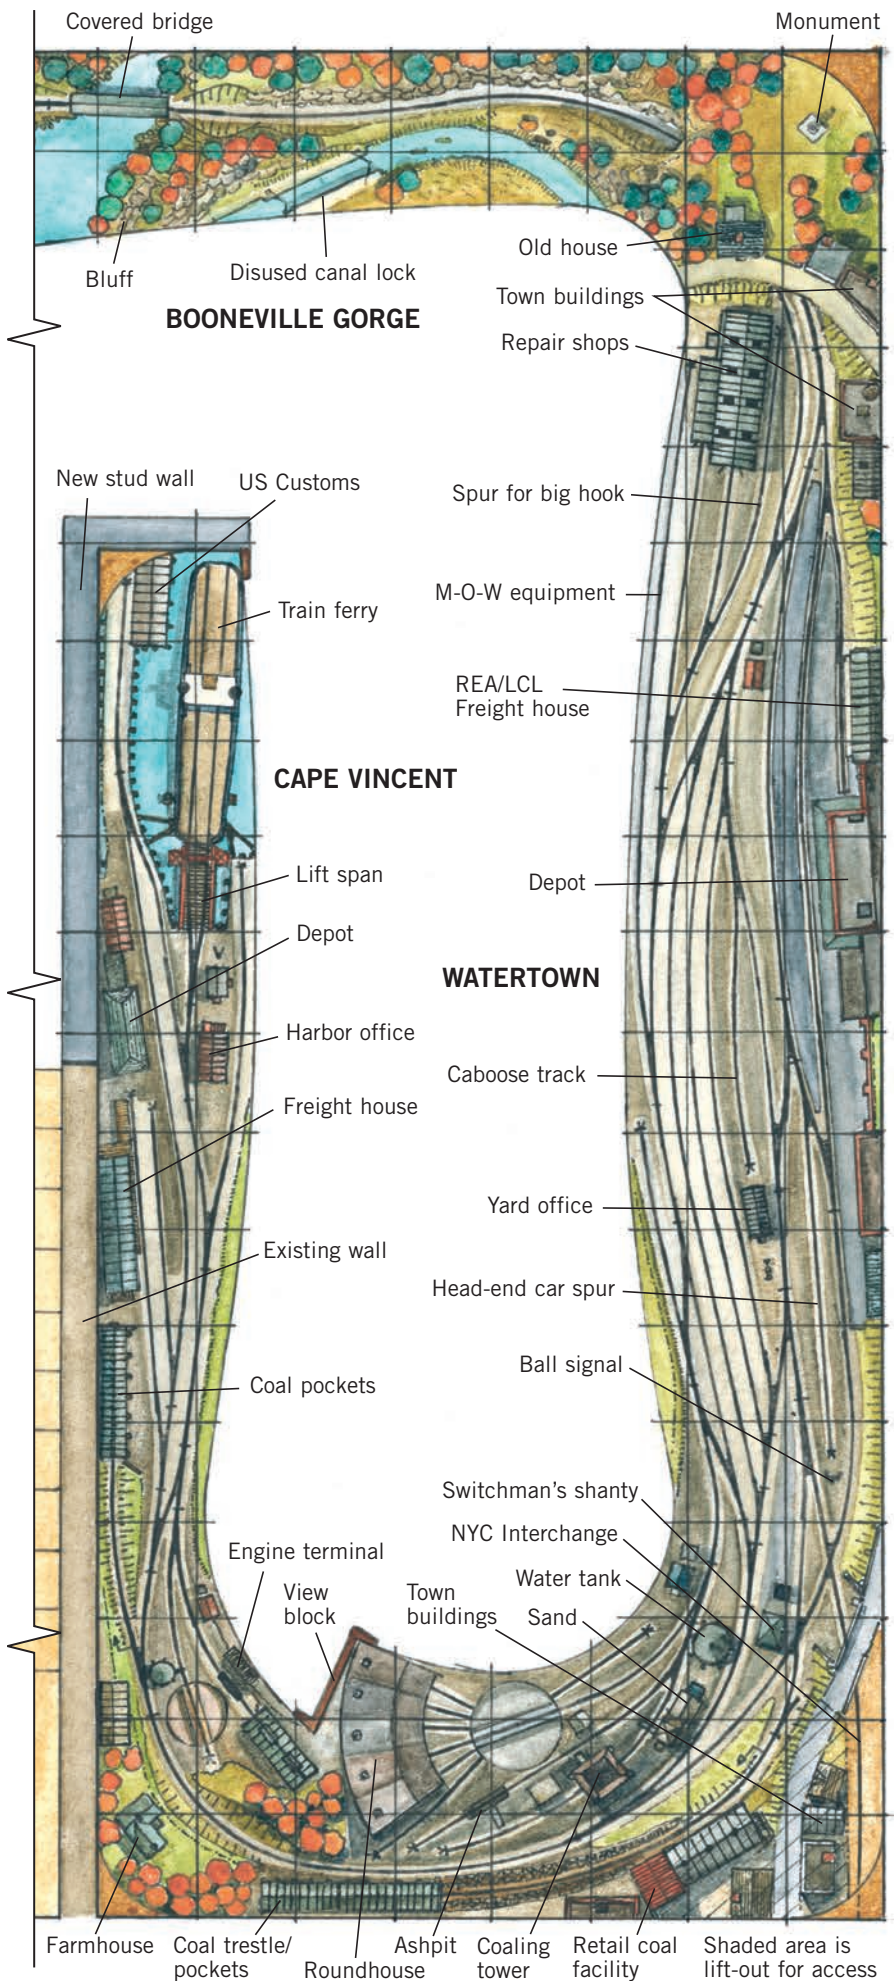 Covered bridge
Monument
Bluff
Disused canal lock
Old house
BOONEVILLE GORGE
Town buildings
Repair shops
New stud wall
US Customs
Spur for big hook
Train ferry
M-O-W equipment
REA/LCL
Freight house
CAPE VINCENT
Lift span
Depot
Depot
WATERTOWN
Harbor office
Caboose track
Freight house
Yard office
Existing wall
Head-end car spur
Ball signal
Coal pockets
Switchman's shanty
NYC Interchange
Engine terminal
Water tank
View
block
Town
buildings
Sand
Farmhouse
Coal trestle/
pockets
Roundhouse
Ashpit
Coaling
tower
Retail coal
facility
Shaded area is
lift-out for access